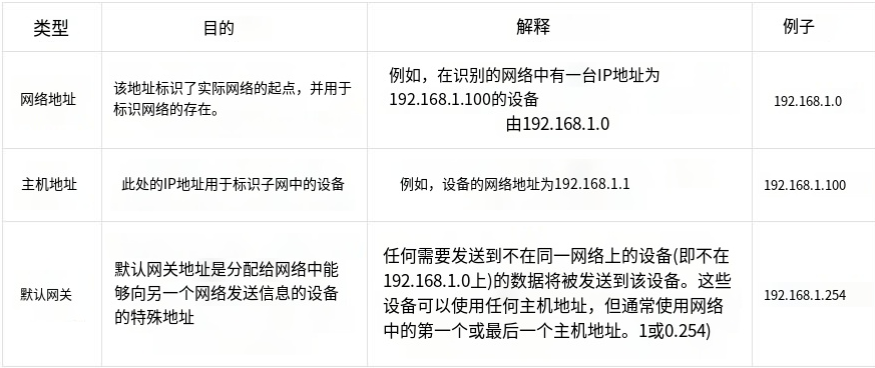 类型
目的
解释
例子
网络地址
该地址标识了实际网络的起点，并用于
标识网络的存在。
例如，在识别的网络中有一台IP地址为
192.168.1.100的设备
由192.168.1.0
192.168.1.0
主机地址
此处的IP地址用于标识子网中的设备
例如，设备的网络地址为192.168.1.1
192.168.1.100
默认网关
默认网关地址是分配给网络中能
够向另一个网络发送信息的设备
的特殊地址
任何需要发送到不在同一网络上的设备(即不在
192.168.1.0上)的数据将被发送到该设备。这些
设备可以使用任何主机地址，但通常使用网络
中的第一个或最后一个主机地址。1或0.254)
192.168.1.254